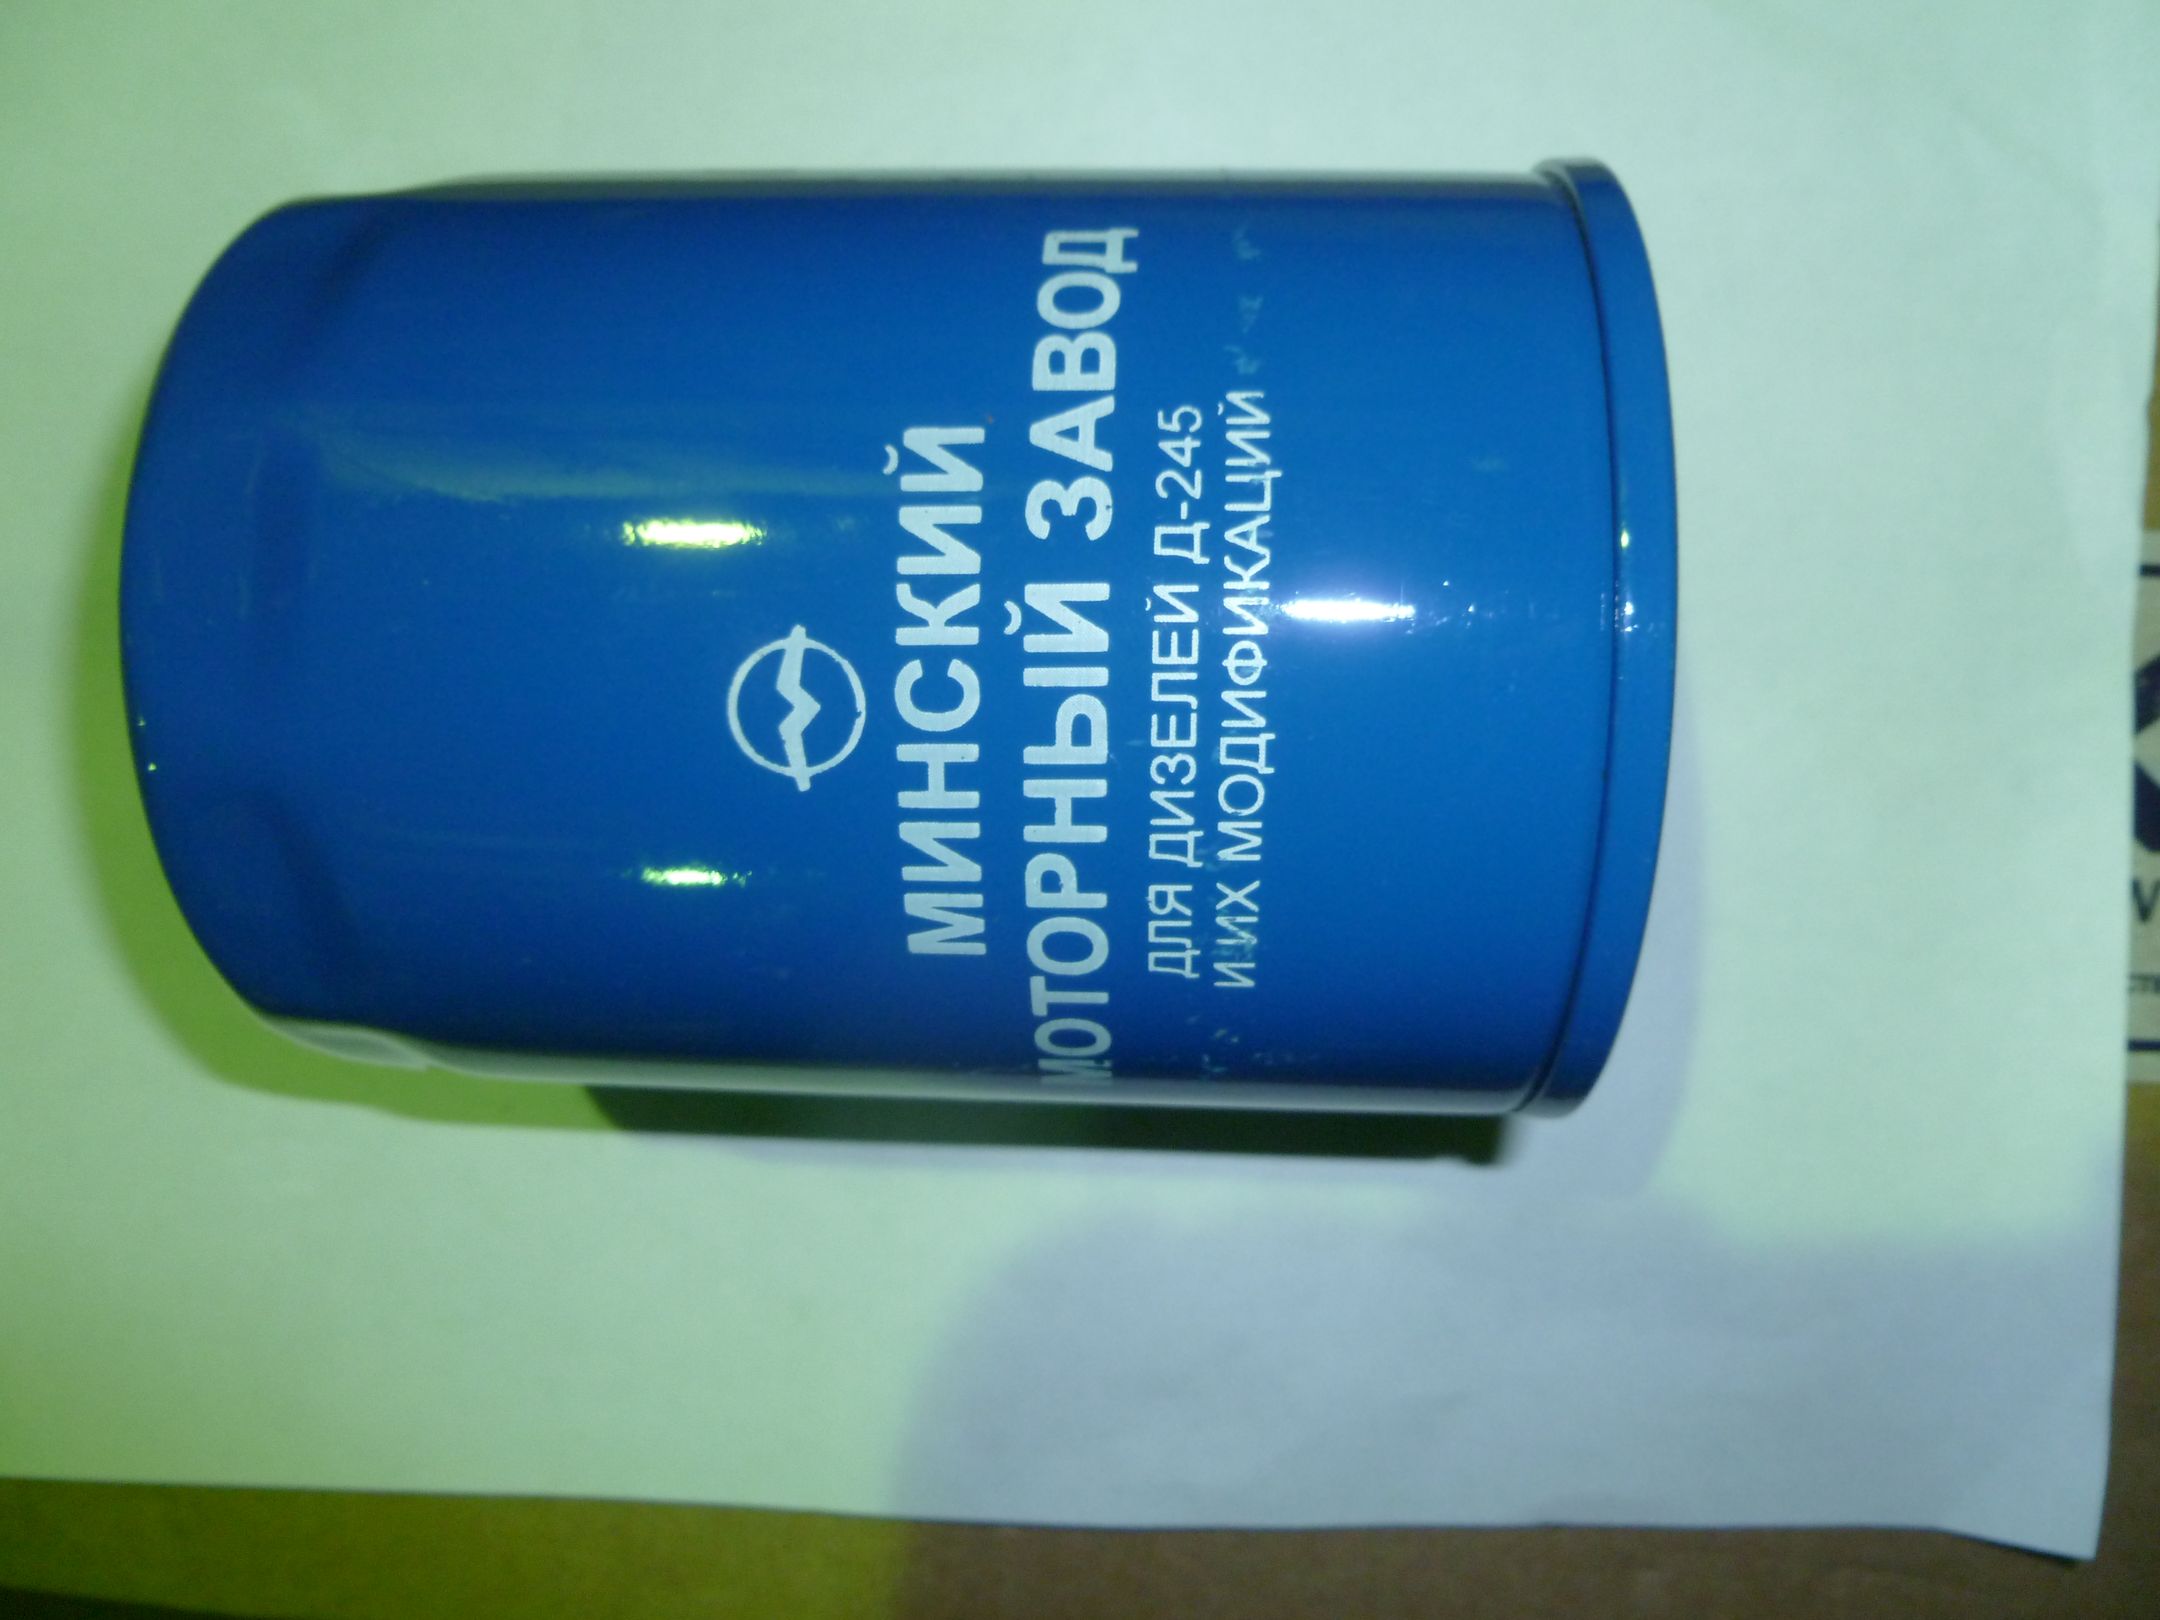 МИНСКИЙ
МОТОРНЫЙ ЗАВОД
ДЛЯ ДИЗЕЛЕЙ Д-245
И ИХ МОДИФИКАЦИЙ